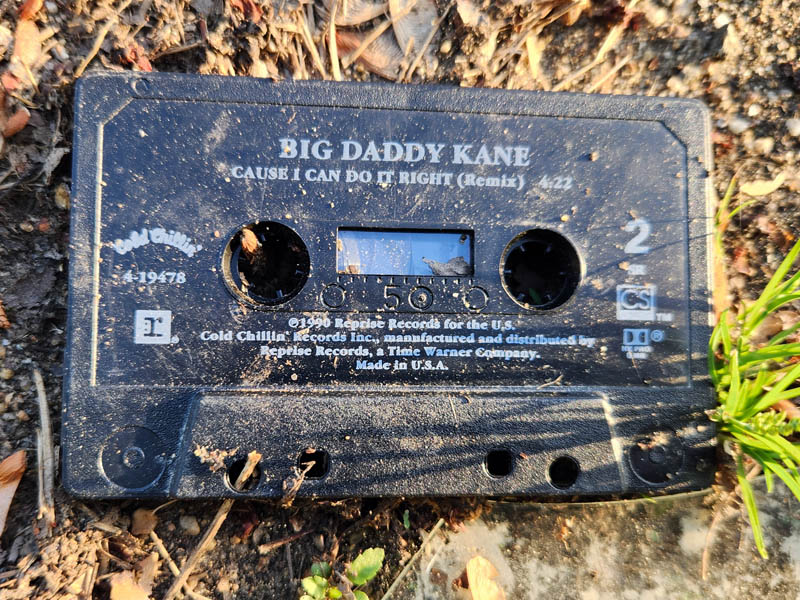 BIG DADDY KANE
'CAUSE I CAN DO IT RIGHT (Remix) 4:22
Cold Chillin'
4-19478
r®
2
CS™
50
℗1990 Reprise Records for the U.S.
Cold Chillin' Records Inc., manufactured and distributed by
Reprise Records, a Time Warner Company.
Made in U.S.A.